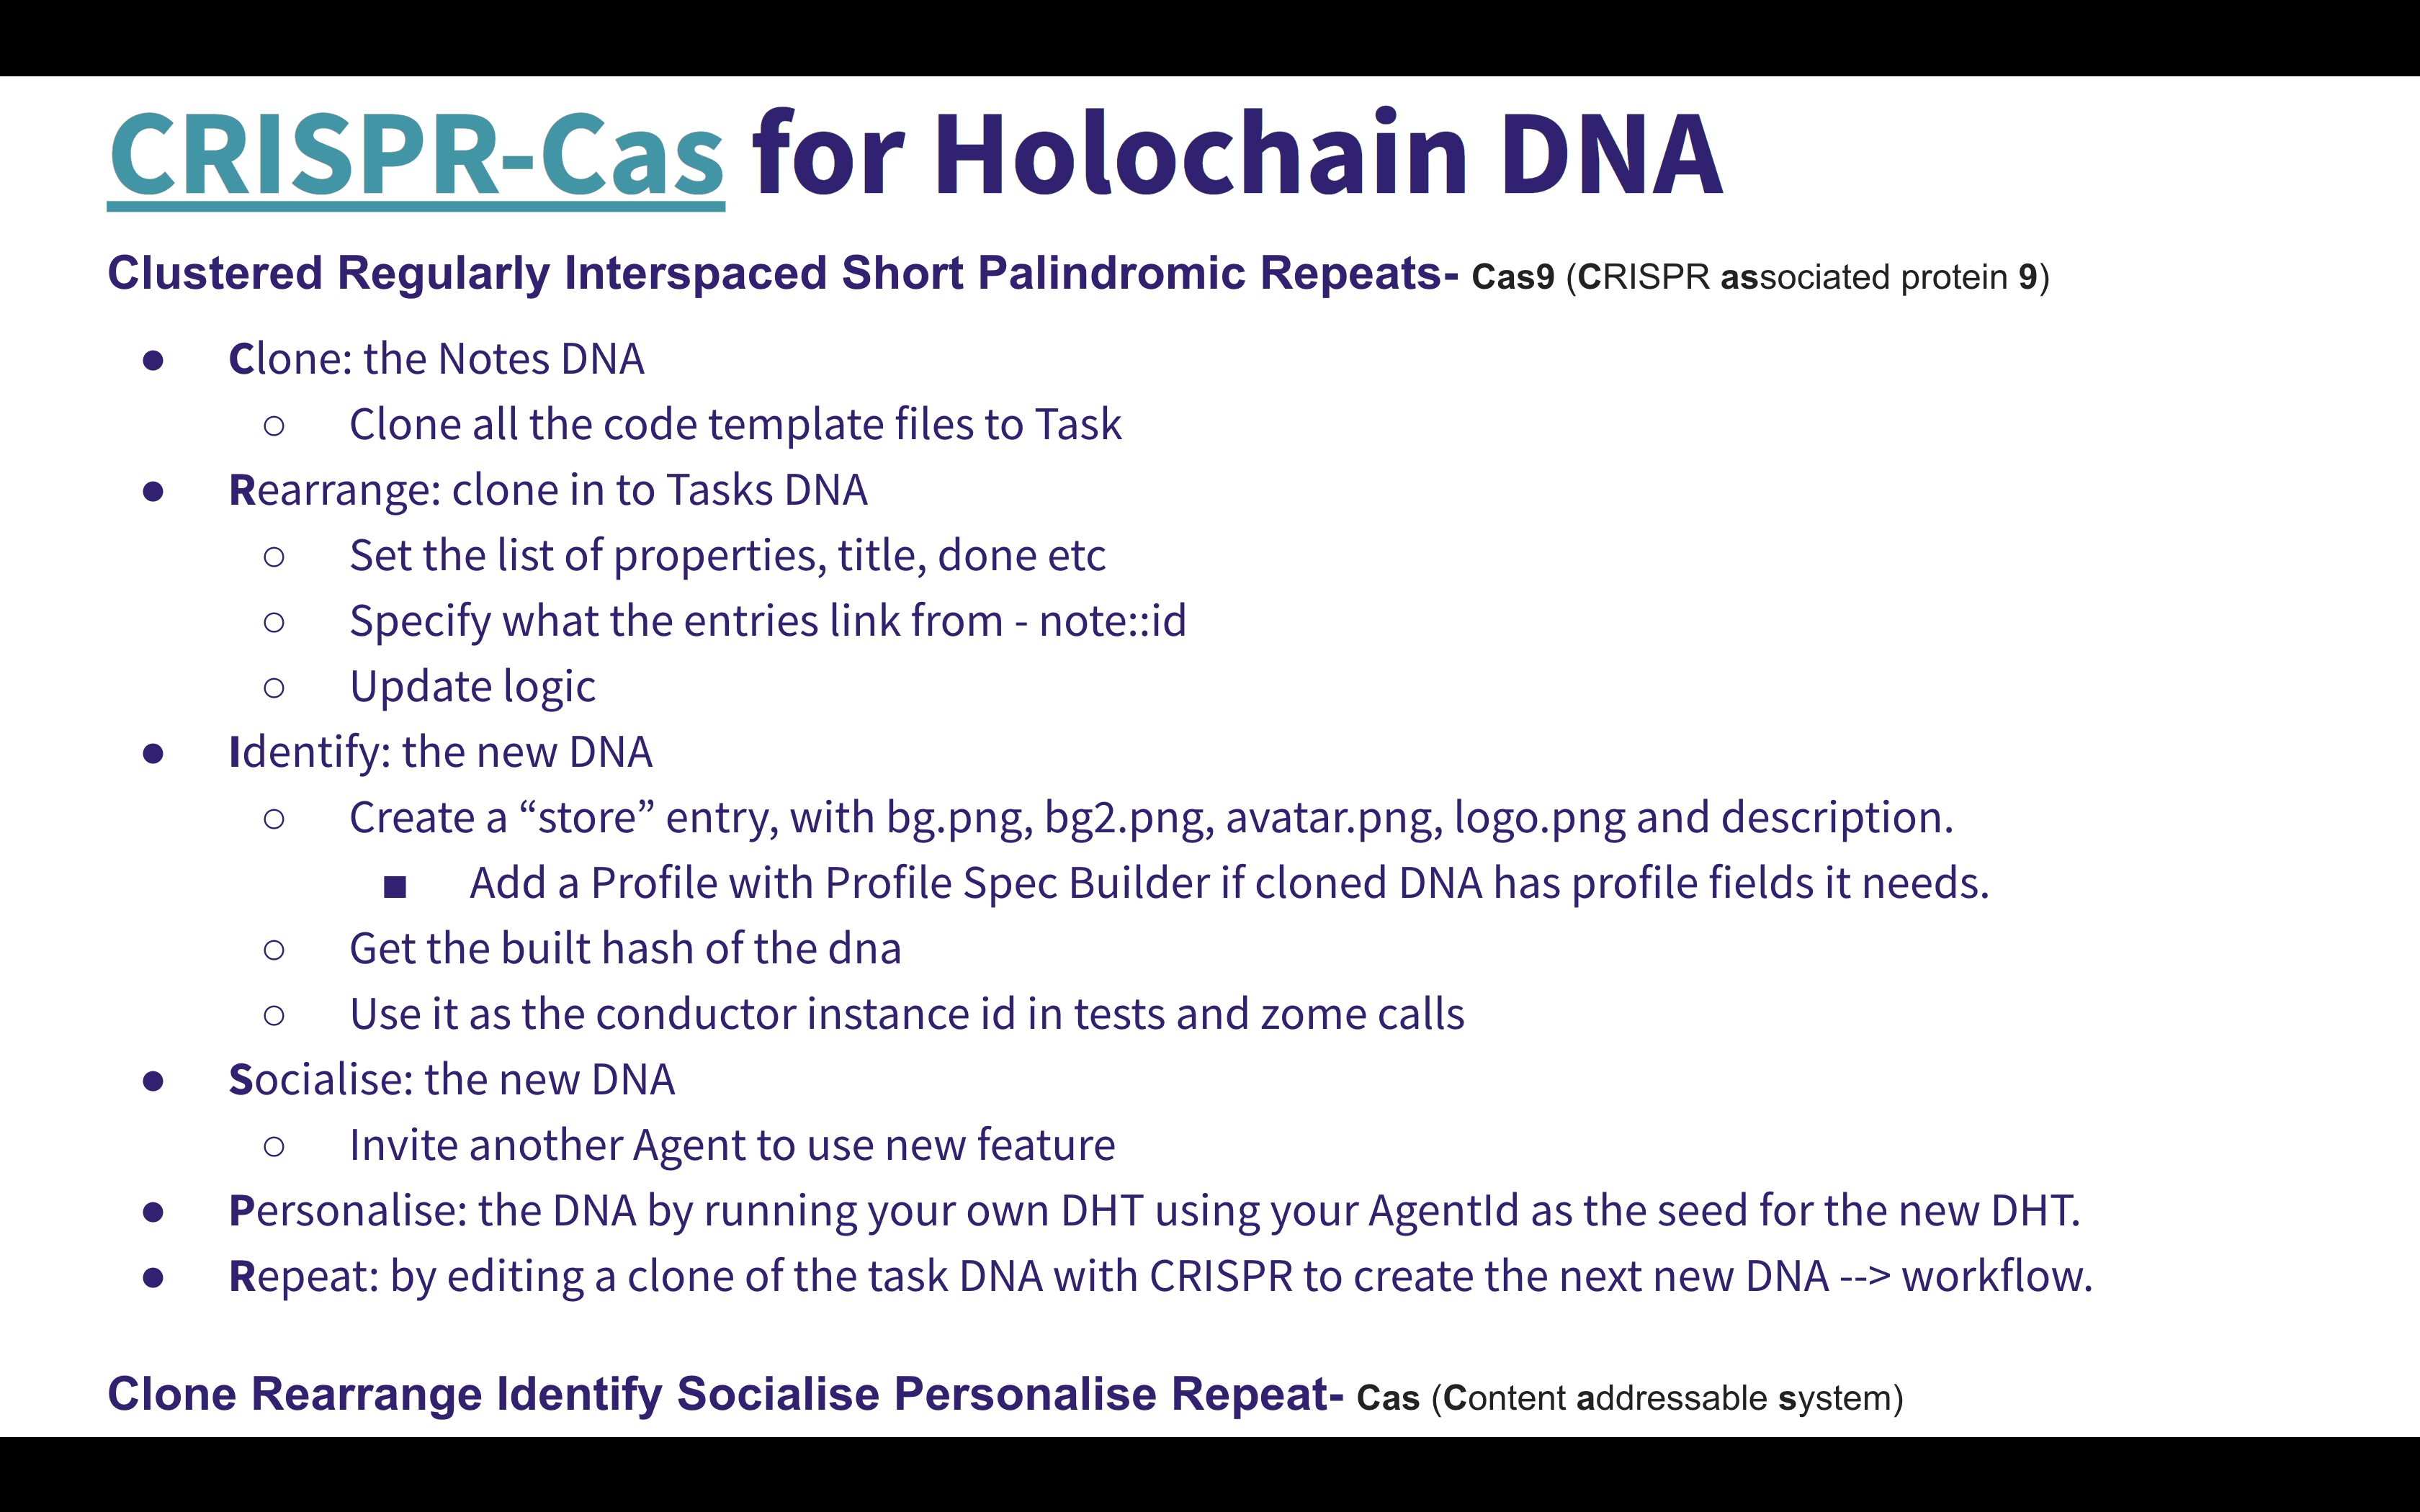 CRISPR-Cas for Holochain DNA
Clustered Regularly Interspaced Short Palindromic Repeats- Cas9 (CRISPR associated protein 9)
● Clone: the Notes DNA
○ Clone all the code template files to Task
● Rearrange: clone in to Tasks DNA
○ Set the list of properties, title, done etc
○ Specify what the entries link from - note::id
○ Update logic
● Identify: the new DNA
○ Create a “store” entry, with bg.png, bg2.png, avatar.png, logo.png and description.
■ Add a Profile with Profile Spec Builder if cloned DNA has profile fields it needs.
○ Get the built hash of the dna
○ Use it as the conductor instance id in tests and zome calls
● Socialise: the new DNA
○ Invite another Agent to use new feature
● Personalise: the DNA by running your own DHT using your AgentId as the seed for the new DHT.
● Repeat: by editing a clone of the task DNA with CRISPR to create the next new DNA --> workflow.
Clone Rearrange Identify Socialise Personalise Repeat- Cas (Content addressable system)